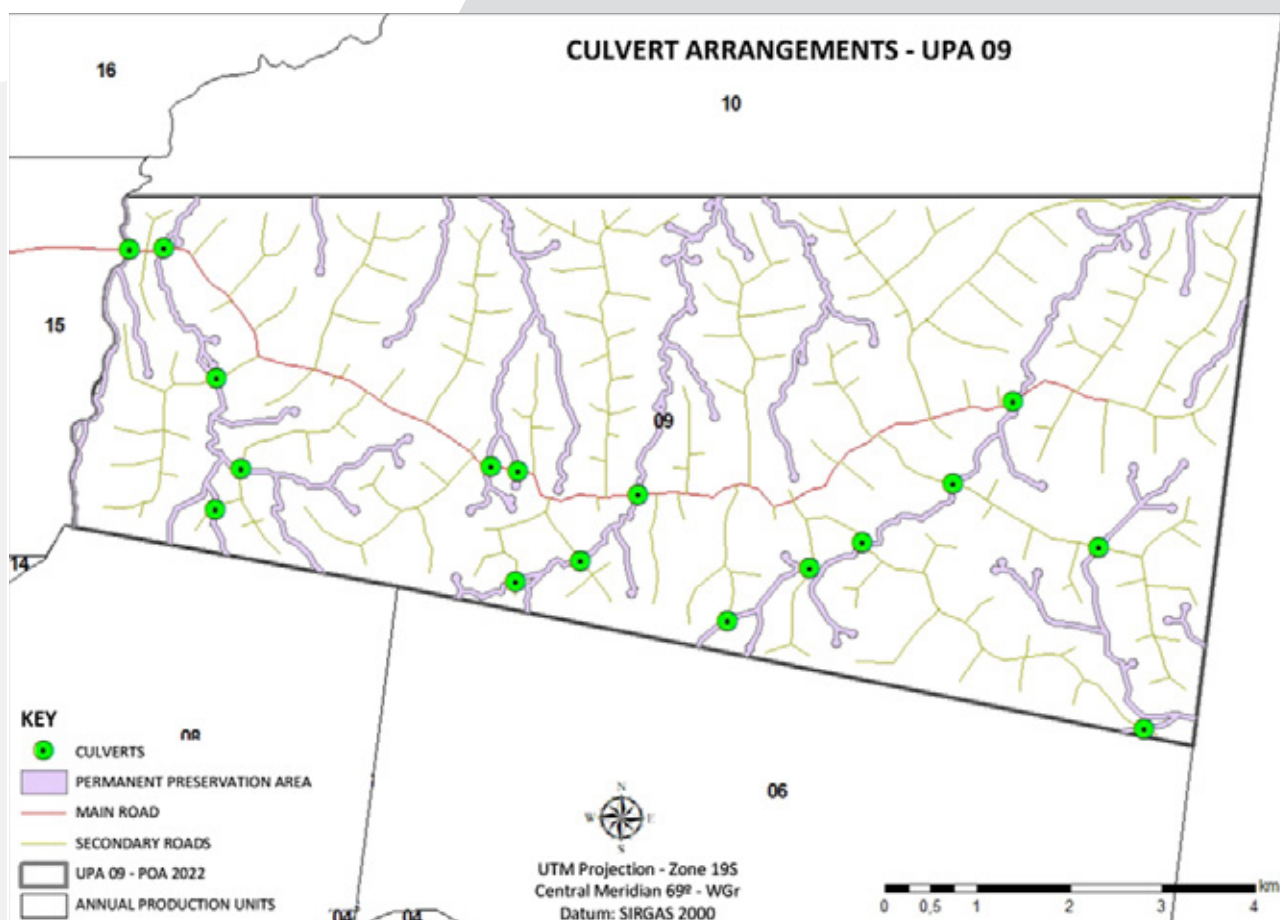 CULVERT ARRANGEMENTS - UPA 09
16
10
15
09
14
KEY
08
CULVERTS
PERMANENT PRESERVATION AREA
MAIN ROAD
SECONDARY ROADS
UPA 09 - POA 2022
ANNUAL PRODUCTION UNITS
06
N
W E
S
UTM Projection - Zone 19S
Central Meridian 69º - WGr
Datum: SIRGAS 2000
km
0 0,5 1 2 3 4
04 04